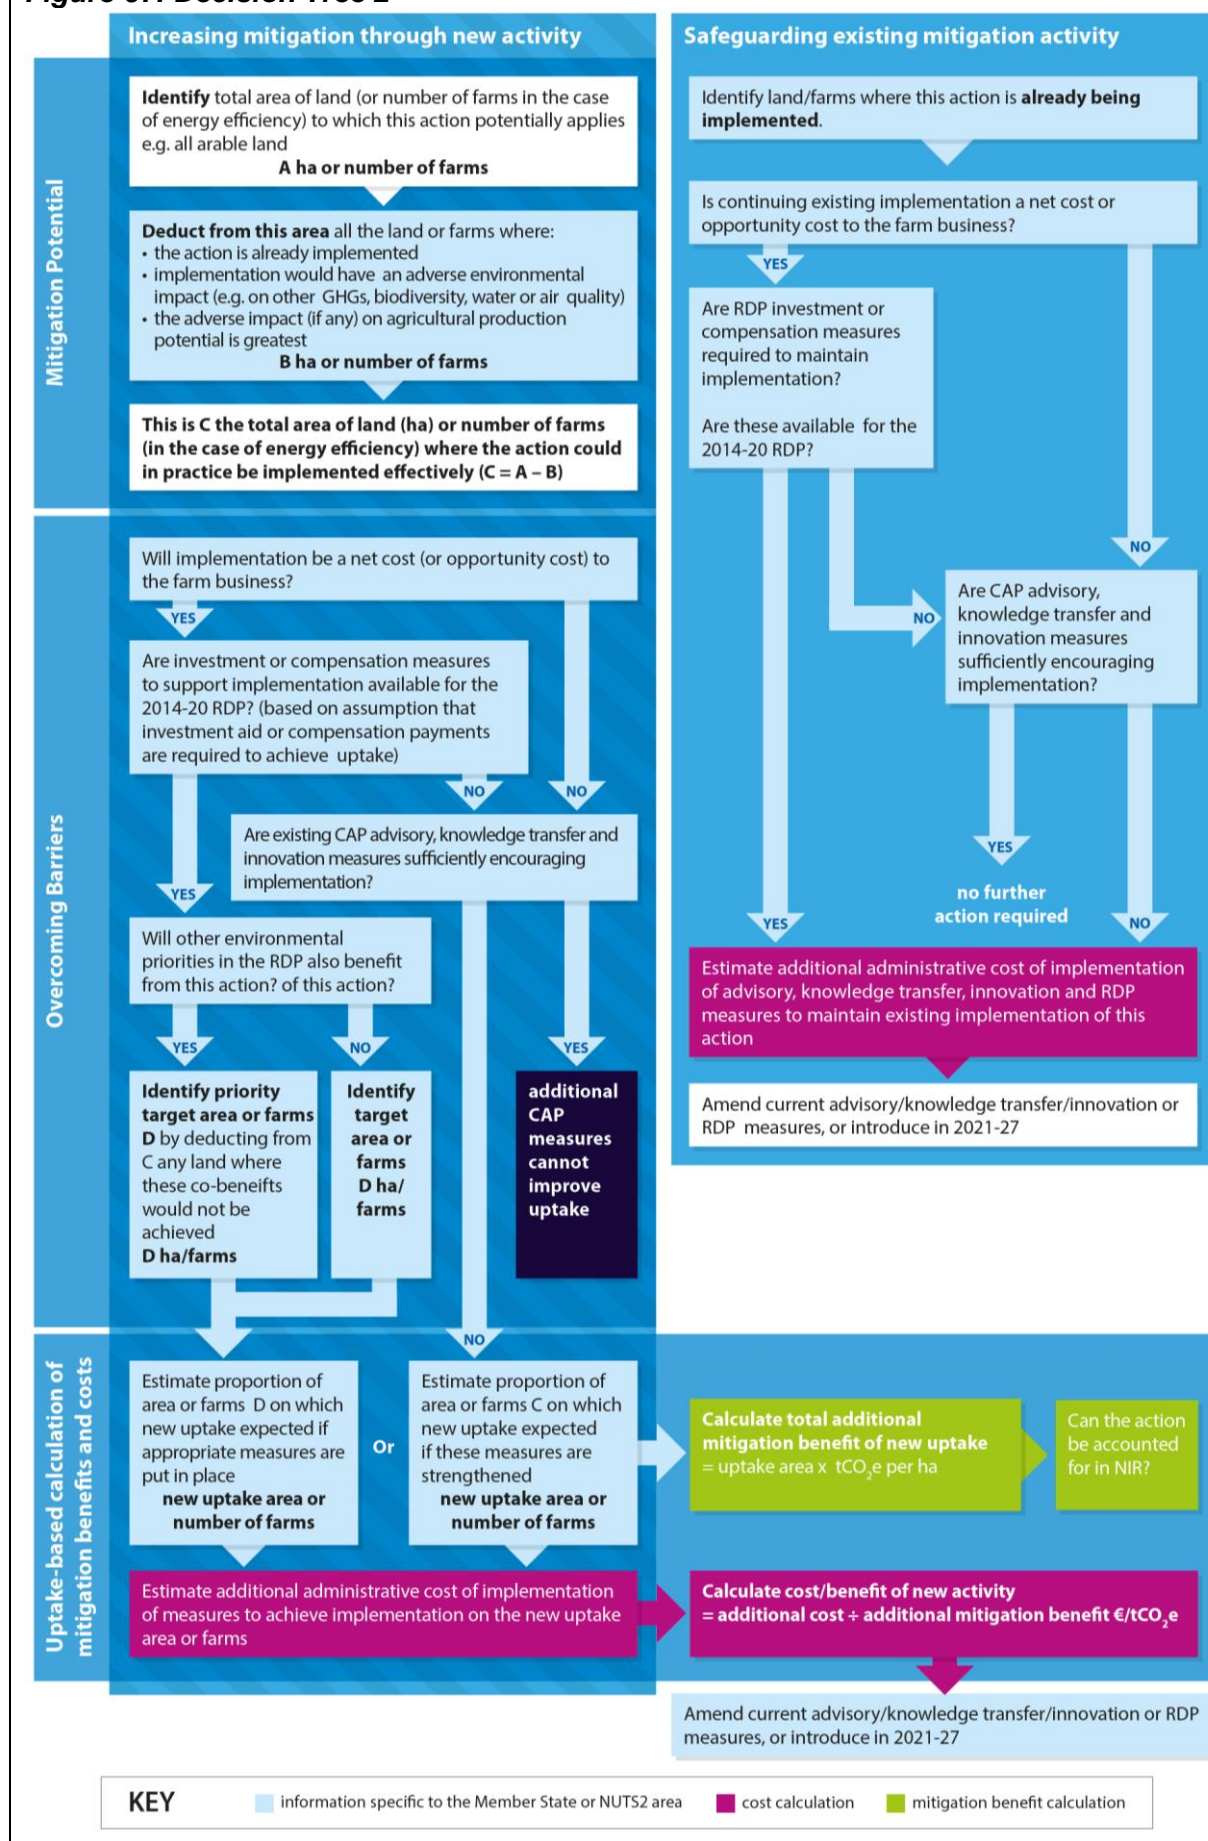 Increasing mitigation through new activity
Mitigation Potential
Identify total area of land (or number of farms in the case
of energy efficiency) to which this action potentially applies
e.g. all arable land
A ha or number of farms
Deduct from this area all the land or farms where:
• the action is already implemented
• implementation would have an adverse environmental
impact (e.g. on other GHGs, biodiversity, water or air quality)
• the adverse impact (if any) on agricultural production
potential is greatest
B ha or number of farms
This is C the total area of land (ha) or number of farms
(in the case of energy efficiency) where the action could
in practice be implemented effectively (C = A – B)
Overcoming Barriers
Will implementation be a net cost (or opportunity cost) to
the farm business?
YES
Are investment or compensation measures
to support implementation available for the
2014-20 RDP? (based on assumption that
investment aid or compensation payments
are required to achieve uptake)
NO
NO
Are existing CAP advisory, knowledge transfer and
innovation measures sufficiently encouraging
implementation?
YES
Will other environmental
priorities in the RDP also benefit
from this action? of this action?
YES
NO
YES
Identify priority
target area or farms
D by deducting from
C any land where
these co-beneifts
would not be
achieved
D ha/farms
Identify
target
area or
farms
D ha/
farms
additional
CAP
measures
cannot
improve
uptake
NO
Safeguarding existing mitigation activity
Identify land/farms where this action is already being
implemented.
Is continuing existing implementation a net cost or
opportunity cost to the farm business?
YES
Are RDP investment or
compensation measures
required to maintain
implementation?
Are these available for the
2014-20 RDP?
NO
NO
Are CAP advisory,
knowledge transfer and
innovation measures
sufficiently encouraging
implementation?
YES
no further
action required
YES
NO
Estimate additional administrative cost of implementation
of advisory, knowledge transfer, innovation and RDP
measures to maintain existing implementation of this
action
Amend current advisory/knowledge transfer/innovation or
RDP measures, or introduce in 2021-27
Uptake-based calculation of
mitigation benefits and costs
Estimate proportion of
area or farms D on which
new uptake expected if
appropriate measures are
put in place
new uptake area or
number of farms
Or
Estimate proportion of
area or farms C on which
new uptake expected
if these measures are
strengthened
new uptake area or
number of farms
Calculate total additional
mitigation benefit of new uptake
= uptake area x tCO₂e per ha
Can the action
be accounted
for in NIR?
Estimate additional administrative cost of implementation
of measures to achieve implementation on the new uptake
area or farms
Calculate cost/benefit of new activity
= additional cost ÷ additional mitigation benefit €/tCO₂e
Amend current advisory/knowledge transfer/innovation or RDP
measures, or introduce in 2021-27
KEY
information specific to the Member State or NUTS2 area
cost calculation
mitigation benefit calculation